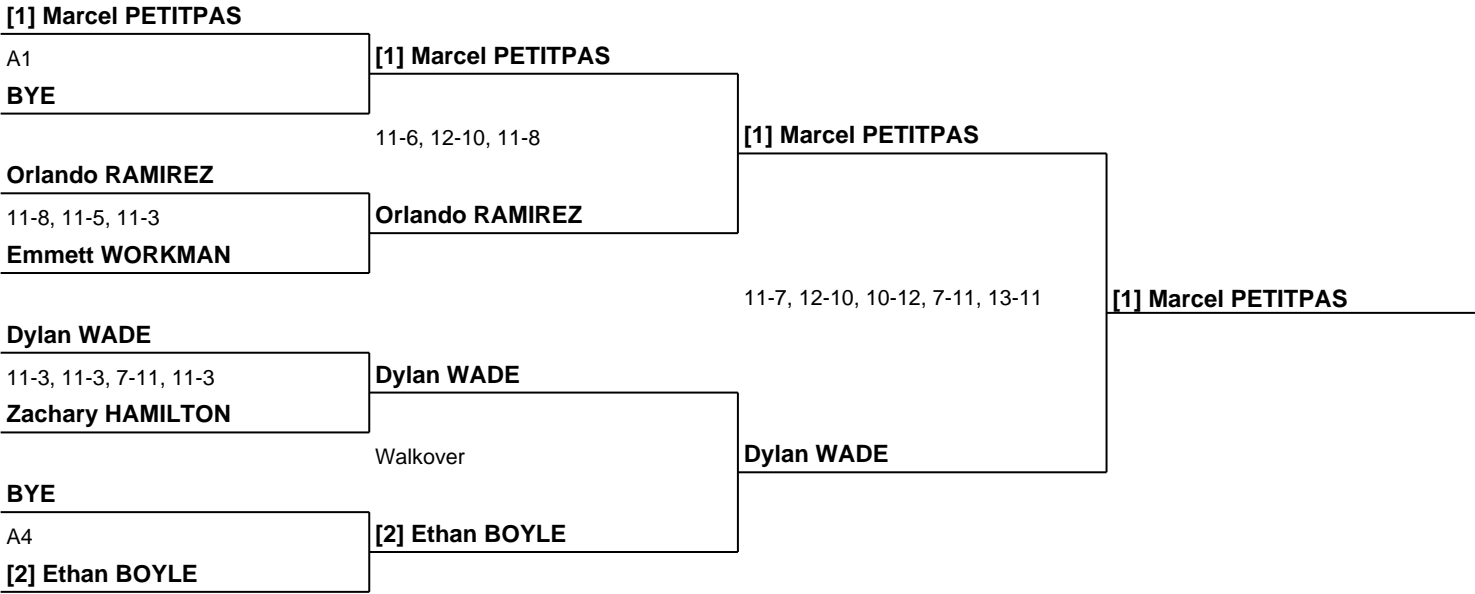 [1] Marcel PETITPAS
A1
BYE
[1] Marcel PETITPAS
11-6, 12-10, 11-8
Orlando RAMIREZ
11-8, 11-5, 11-3
Emmett WORKMAN
Orlando RAMIREZ
[1] Marcel PETITPAS
11-7, 12-10, 10-12, 7-11, 13-11
[1] Marcel PETITPAS
Dylan WADE
11-3, 11-3, 7-11, 11-3
Zachary HAMILTON
Dylan WADE
Walkover
Dylan WADE
BYE
A4
[2] Ethan BOYLE
[2] Ethan BOYLE